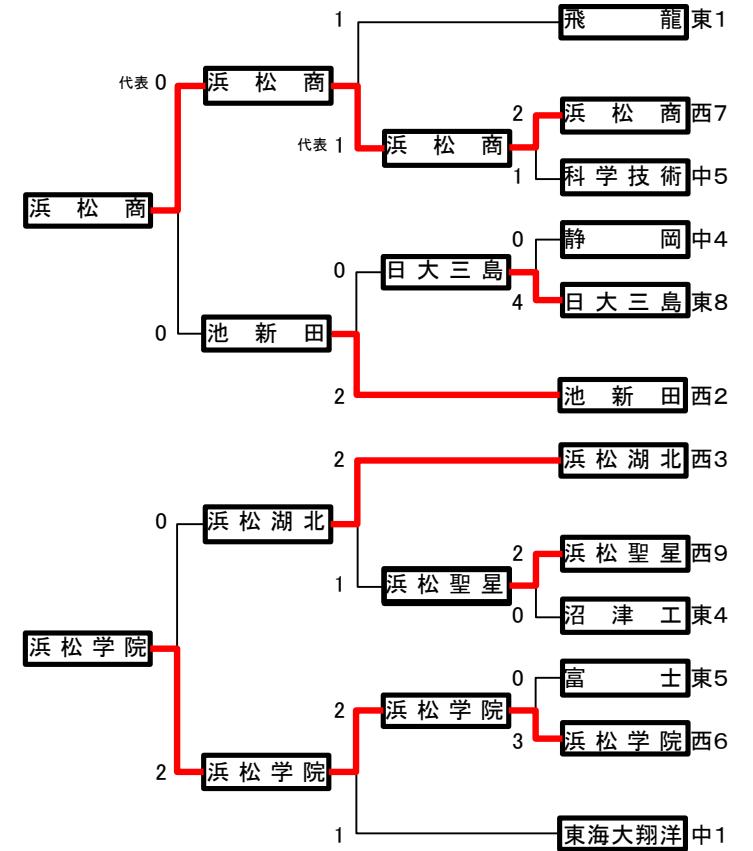 1 飛龍 東1
代表 0 浜松商
2 浜松商 西7
代表 1 浜松商
1 科学技術 中5
浜松商
0 静岡 中4
0 日大三島
4 日大三島 東8
0 池新田
2 池新田 西2
2 浜松湖北 西3
0 浜松湖北
2 浜松聖星 西9
1 浜松聖星
0 沼津工 東4
浜松学院
0 富士 東5
2 浜松学院
3 浜松学院 西6
2 浜松学院
1 東海大翔洋 中1